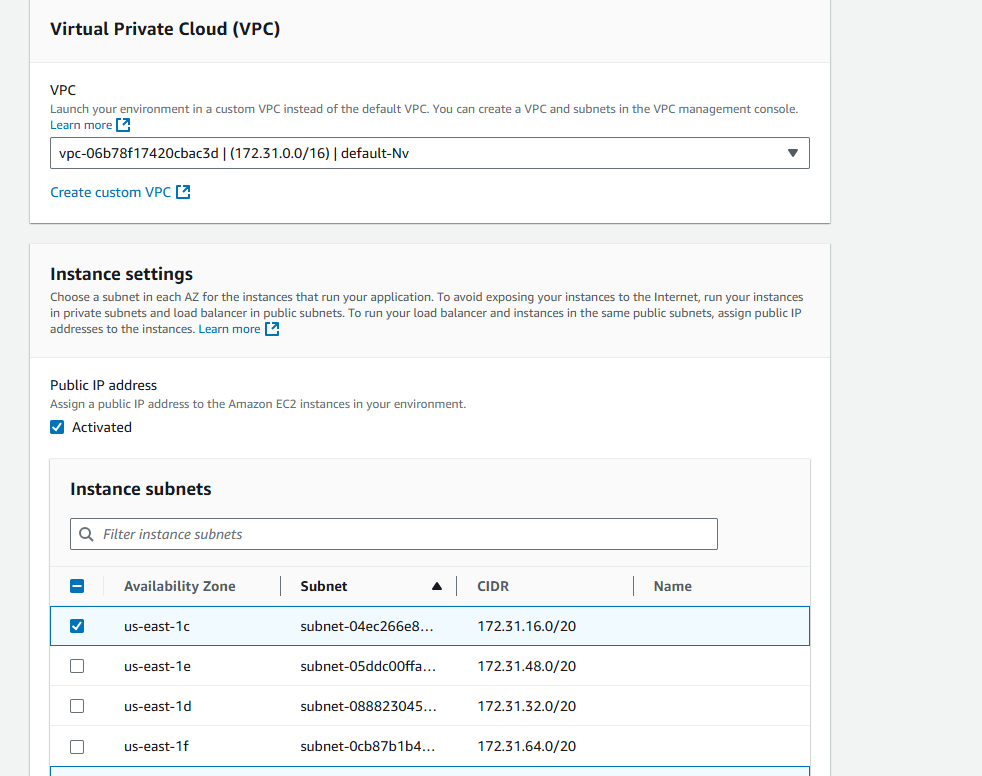 Virtual Private Cloud (VPC)
VPC
Launch your environment in a custom VPC instead of the default VPC. You can create a VPC and subnets in the VPC management console.
Learn more
vpc-06b78f17420cbac3d | (172.31.0.0/16) | default-Nv
Create custom VPC
Instance settings
Choose a subnet in each AZ for the instances that run your application. To avoid exposing your instances to the Internet, run your instances
in private subnets and load balancer in public subnets. To run your load balancer and instances in the same public subnets, assign public IP
addresses to the instances. Learn more
Public IP address
Assign a public IP address to the Amazon EC2 instances in your environment.
Activated
Instance subnets
Filter instance subnets
Availability Zone Subnet CIDR Name
us-east-1c subnet-04ec266e8... 172.31.16.0/20
us-east-1e subnet-05ddc00ffa... 172.31.48.0/20
us-east-1d subnet-088823045... 172.31.32.0/20
us-east-1f subnet-0cb87b1b4... 172.31.64.0/20